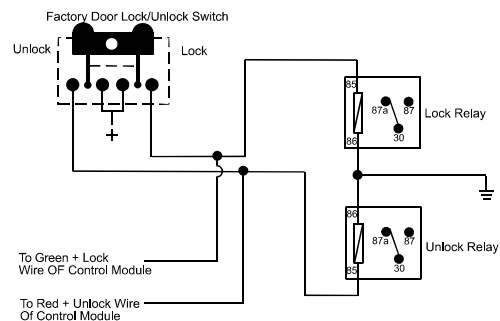 Factory Door Lock/Unlock Switch
Unlock
Lock
+
85
87a
87
30
86
Lock Relay
86
87a
87
30
85
Unlock Relay
To Green + Lock
Wire OF Control Module
To Red + Unlock Wire
Of Control Module